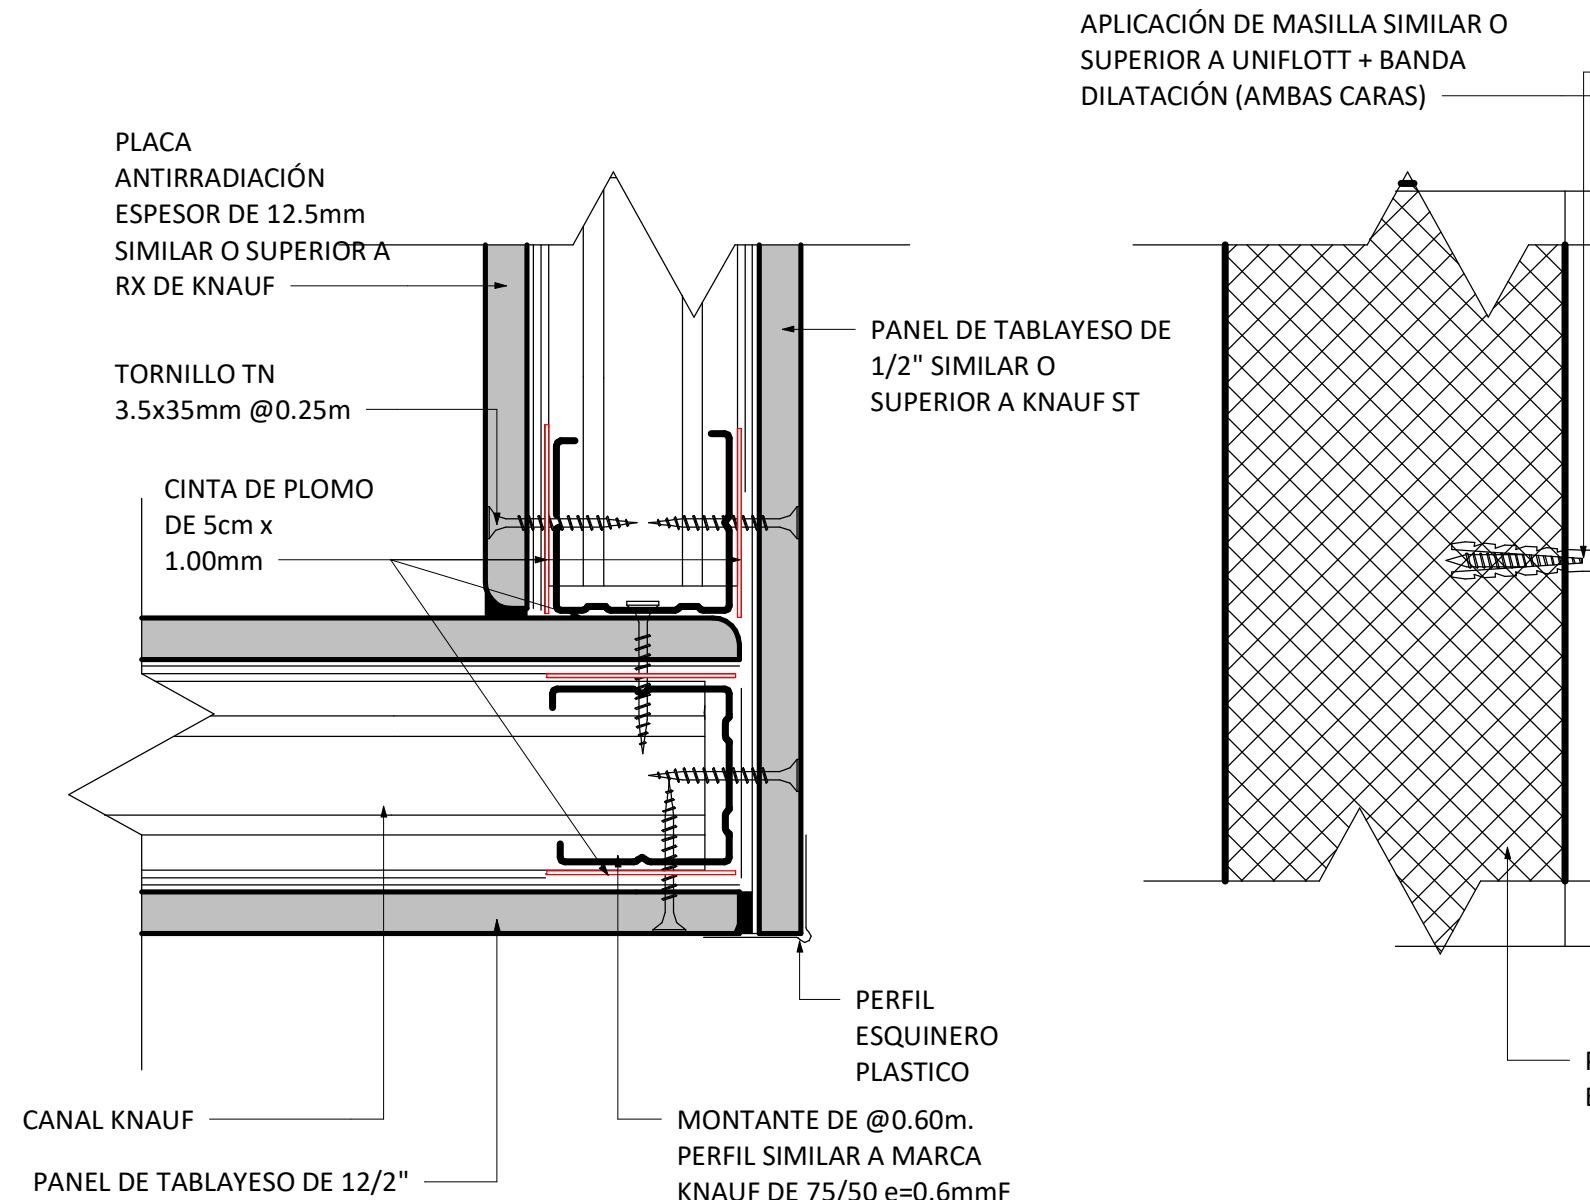 APLICACIÓN DE MASILLA SIMILAR O
SUPERIOR A UNIFLOTT + BANDA
DILATACIÓN (AMBAS CARAS)
PLACA
ANTIRRADIACIÓN
ESPESOR DE 12.5mm
SIMILAR O SUPERIOR A
RX DE KNAUF
PANEL DE TABLAYESO DE
1/2" SIMILAR O
SUPERIOR A KNAUF ST
TORNILLO TN
3.5x35mm @0.25m
CINTA DE PLOMO
DE 5cm x
1.00mm
PERFIL
ESQUINERO
PLASTICO
CANAL KNAUF
MONTANTE DE @0.60m.
PERFIL SIMILAR A MARCA
KNAUF DE 75/50 e=0.6mmF
PANEL DE TABLAYESO DE 12/2"